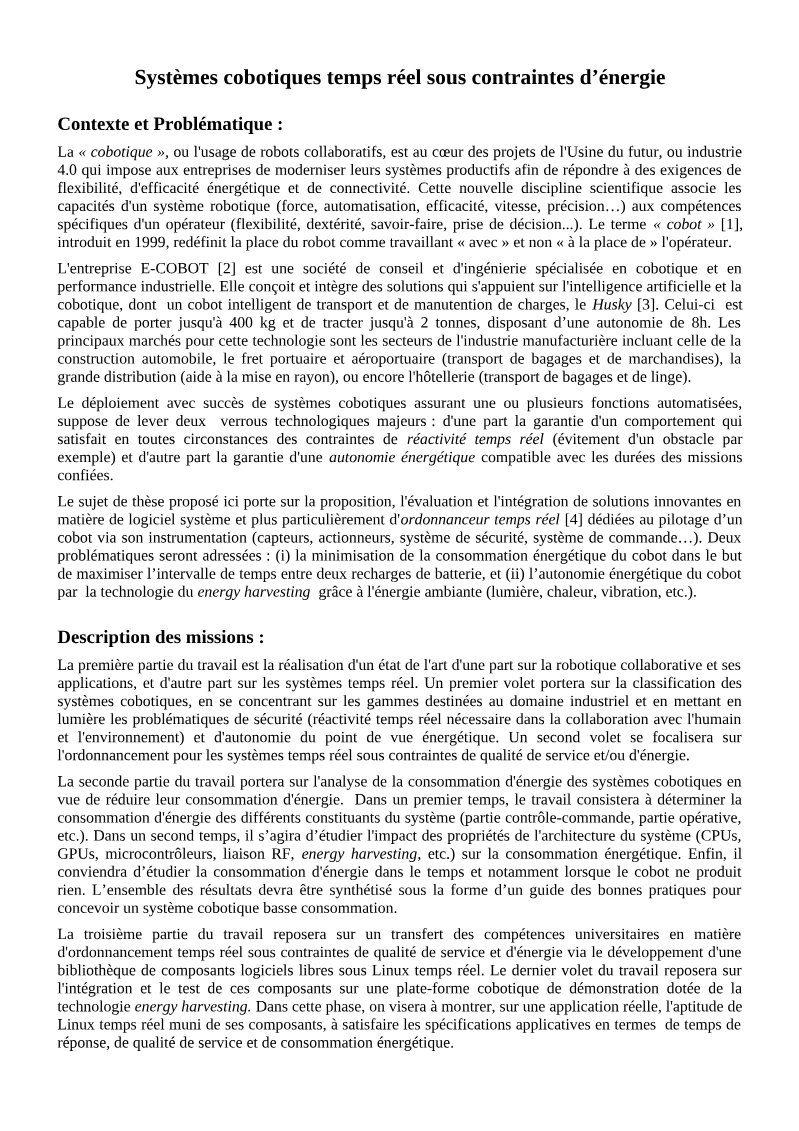 Systèmes cobotiques temps réel sous contraintes d’énergie
Contexte et Problématique :
La « cobotique », ou l'usage de robots collaboratifs, est au cœur des projets de l'Usine du futur, ou industrie
4.0 qui impose aux entreprises de moderniser leurs systèmes productifs afin de répondre à des exigences de
flexibilité, d'efficacité énergétique et de connectivité. Cette nouvelle discipline scientifique associe les
capacités d'un système robotique (force, automatisation, efficacité, vitesse, précision…) aux compétences
spécifiques d'un opérateur (flexibilité, dextérité, savoir-faire, prise de décision...). Le terme « cobot » [1],
introduit en 1999, redéfinit la place du robot comme travaillant « avec » et non « à la place de » l'opérateur.
L'entreprise E-COBOT [2] est une société de conseil et d'ingénierie spécialisée en cobotique et en
performance industrielle. Elle conçoit et intègre des solutions qui s'appuient sur l'intelligence artificielle et la
cobotique, dont un cobot intelligent de transport et de manutention de charges, le Husky [3]. Celui-ci est
capable de porter jusqu'à 400 kg et de tracter jusqu'à 2 tonnes, disposant d’une autonomie de 8h. Les
principaux marchés pour cette technologie sont les secteurs de l'industrie manufacturière incluant celle de la
construction automobile, le fret portuaire et aéroportuaire (transport de bagages et de marchandises), la
grande distribution (aide à la mise en rayon), ou encore l'hôtellerie (transport de bagages et de linge).
Le déploiement avec succès de systèmes cobotiques assurant une ou plusieurs fonctions automatisées,
suppose de lever deux verrous technologiques majeurs : d'une part la garantie d'un comportement qui
satisfait en toutes circonstances des contraintes de réactivité temps réel (évitement d'un obstacle par
exemple) et d'autre part la garantie d'une autonomie énergétique compatible avec les durées des missions
confiées.
Le sujet de thèse proposé ici porte sur la proposition, l'évaluation et l'intégration de solutions innovantes en
matière de logiciel système et plus particulièrement d'ordonnanceur temps réel [4] dédiées au pilotage d’un
cobot via son instrumentation (capteurs, actionneurs, système de sécurité, système de commande…). Deux
problématiques seront adressées : (i) la minimisation de la consommation énergétique du cobot dans le but
de maximiser l’intervalle de temps entre deux recharges de batterie, et (ii) l’autonomie énergétique du cobot
par la technologie du energy harvesting grâce à l'énergie ambiante (lumière, chaleur, vibration, etc.).
Description des missions :
La première partie du travail est la réalisation d'un état de l'art d'une part sur la robotique collaborative et ses
applications, et d'autre part sur les systèmes temps réel. Un premier volet portera sur la classification des
systèmes cobotiques, en se concentrant sur les gammes destinées au domaine industriel et en mettant en
lumière les problématiques de sécurité (réactivité temps réel nécessaire dans la collaboration avec l'humain
et l'environnement) et d'autonomie du point de vue énergétique. Un second volet se focalisera sur
l'ordonnancement pour les systèmes temps réel sous contraintes de qualité de service et/ou d'énergie.
La seconde partie du travail portera sur l'analyse de la consommation d'énergie des systèmes cobotiques en
vue de réduire leur consommation d'énergie. Dans un premier temps, le travail consistera à déterminer la
consommation d'énergie des différents constituants du système (partie contrôle-commande, partie opérative,
etc.). Dans un second temps, il s’agira d’étudier l'impact des propriétés de l'architecture du système (CPUs,
GPUs, microcontrôleurs, liaison RF, energy harvesting, etc.) sur la consommation énergétique. Enfin, il
conviendra d’étudier la consommation d'énergie dans le temps et notamment lorsque le cobot ne produit
rien. L’ensemble des résultats devra être synthétisé sous la forme d’un guide des bonnes pratiques pour
concevoir un système cobotique basse consommation.
La troisième partie du travail reposera sur un transfert des compétences universitaires en matière
d'ordonnancement temps réel sous contraintes de qualité de service et d'énergie via le développement d'une
bibliothèque de composants logiciels libres sous Linux temps réel. Le dernier volet du travail reposera sur
l'intégration et le test de ces composants sur une plate-forme cobotique de démonstration dotée de la
technologie energy harvesting. Dans cette phase, on visera à montrer, sur une application réelle, l'aptitude de
Linux temps réel muni de ses composants, à satisfaire les spécifications applicatives en termes de temps de
réponse, de qualité de service et de consommation énergétique.